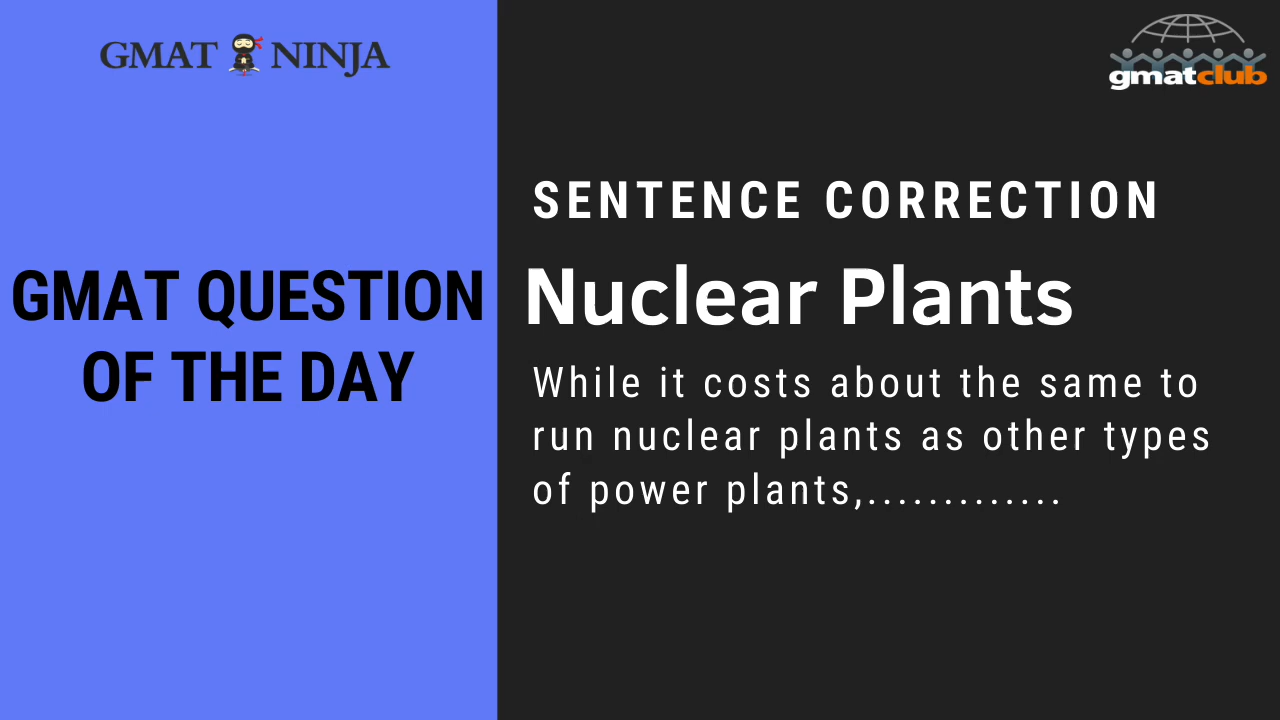 GMAT NINJA
gmatclub
GMAT QUESTION
OF THE DAY
SENTENCE CORRECTION
Nuclear Plants
While it costs about the same to
run nuclear plants as other types
of power plants,.............